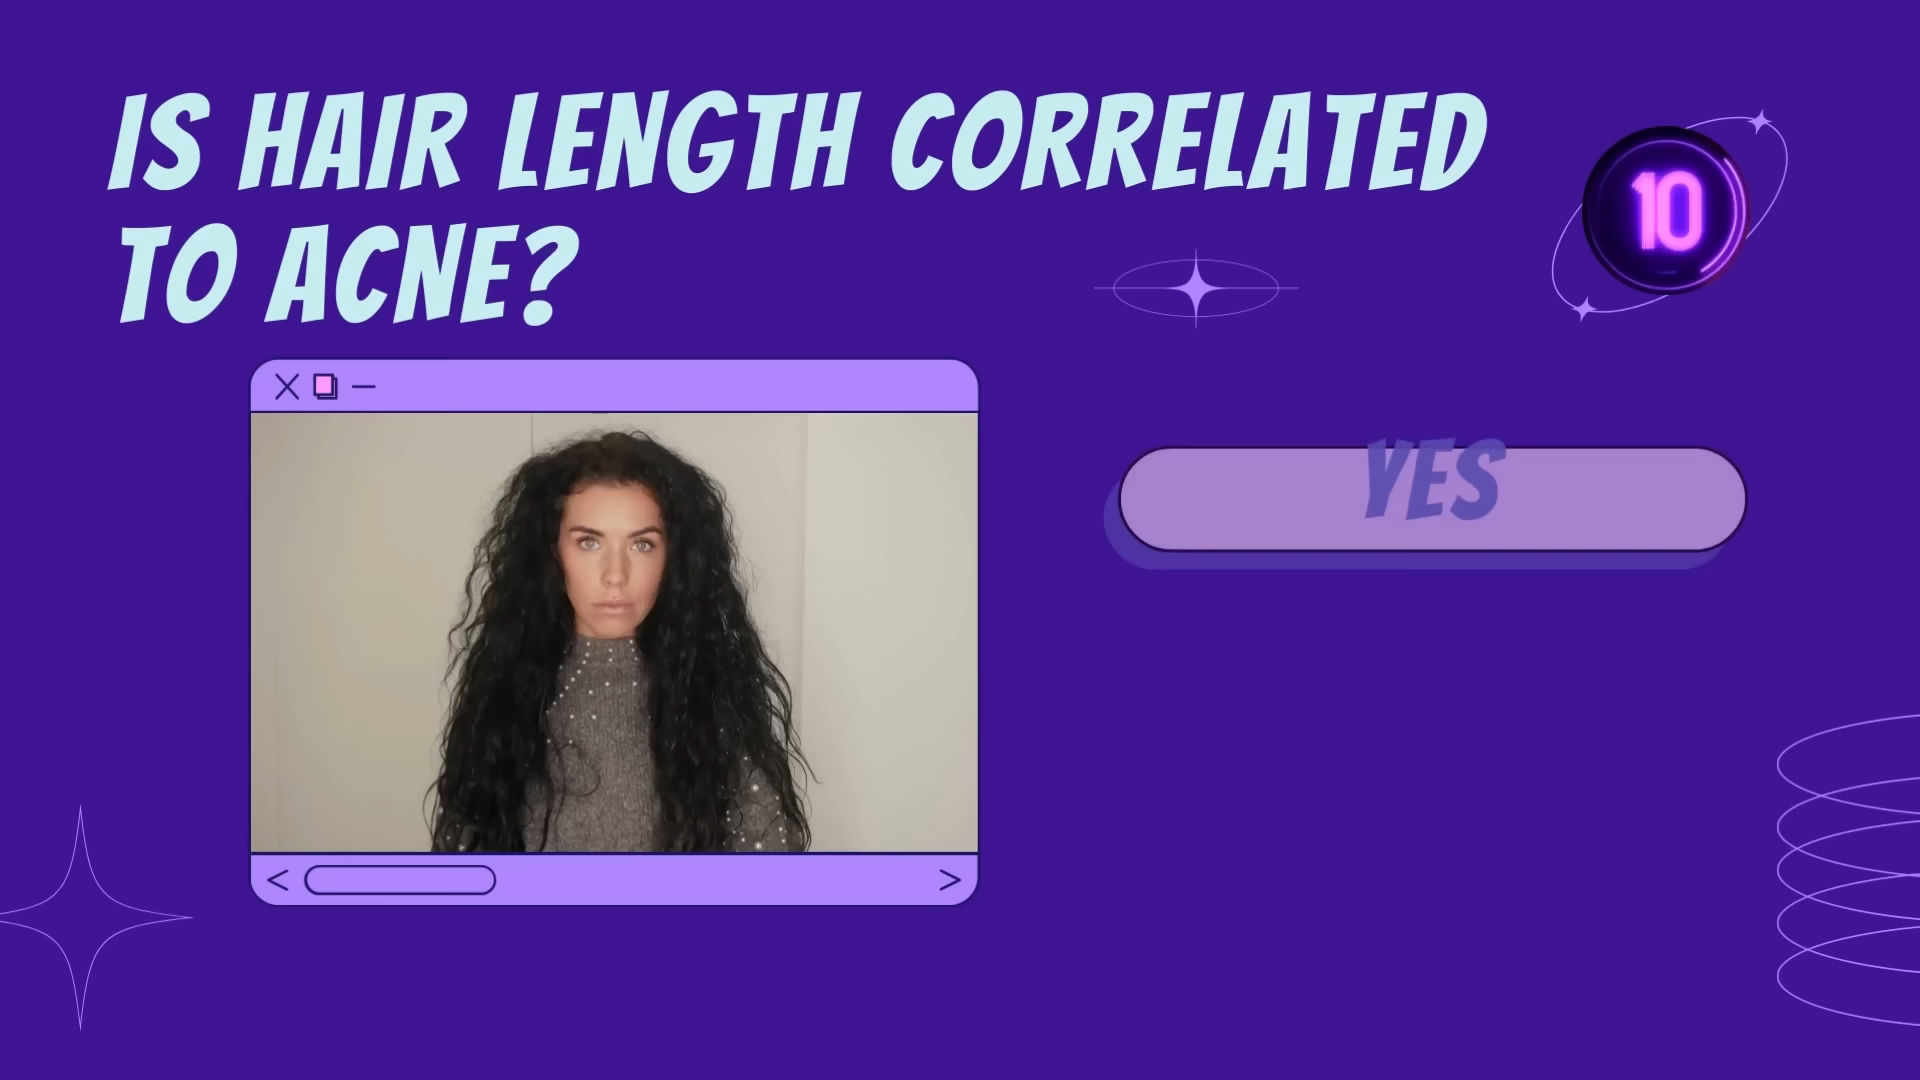 IS HAIR LENGTH CORRELATED
TO ACNE?
10
YES